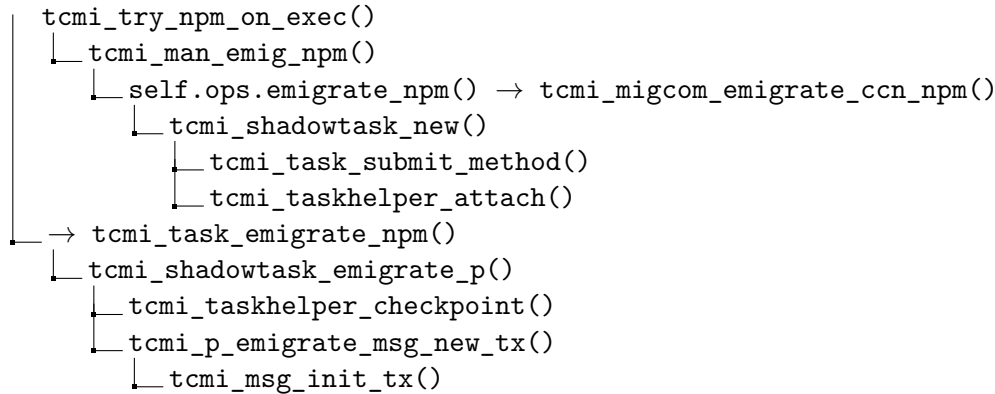 tcmi_try_npm_on_exec()
tcmi_man_emig_npm()
self.ops.emigrate_npm() → tcmi_migcom_emigrate_ccn_npm()
tcmi_shadowtask_new()
tcmi_task_submit_method()
tcmi_taskhelper_attach()
→ tcmi_task_emigrate_npm()
tcmi_shadowtask_emigrate_p()
tcmi_taskhelper_checkpoint()
tcmi_p_emigrate_msg_new_tx()
tcmi_msg_init_tx()